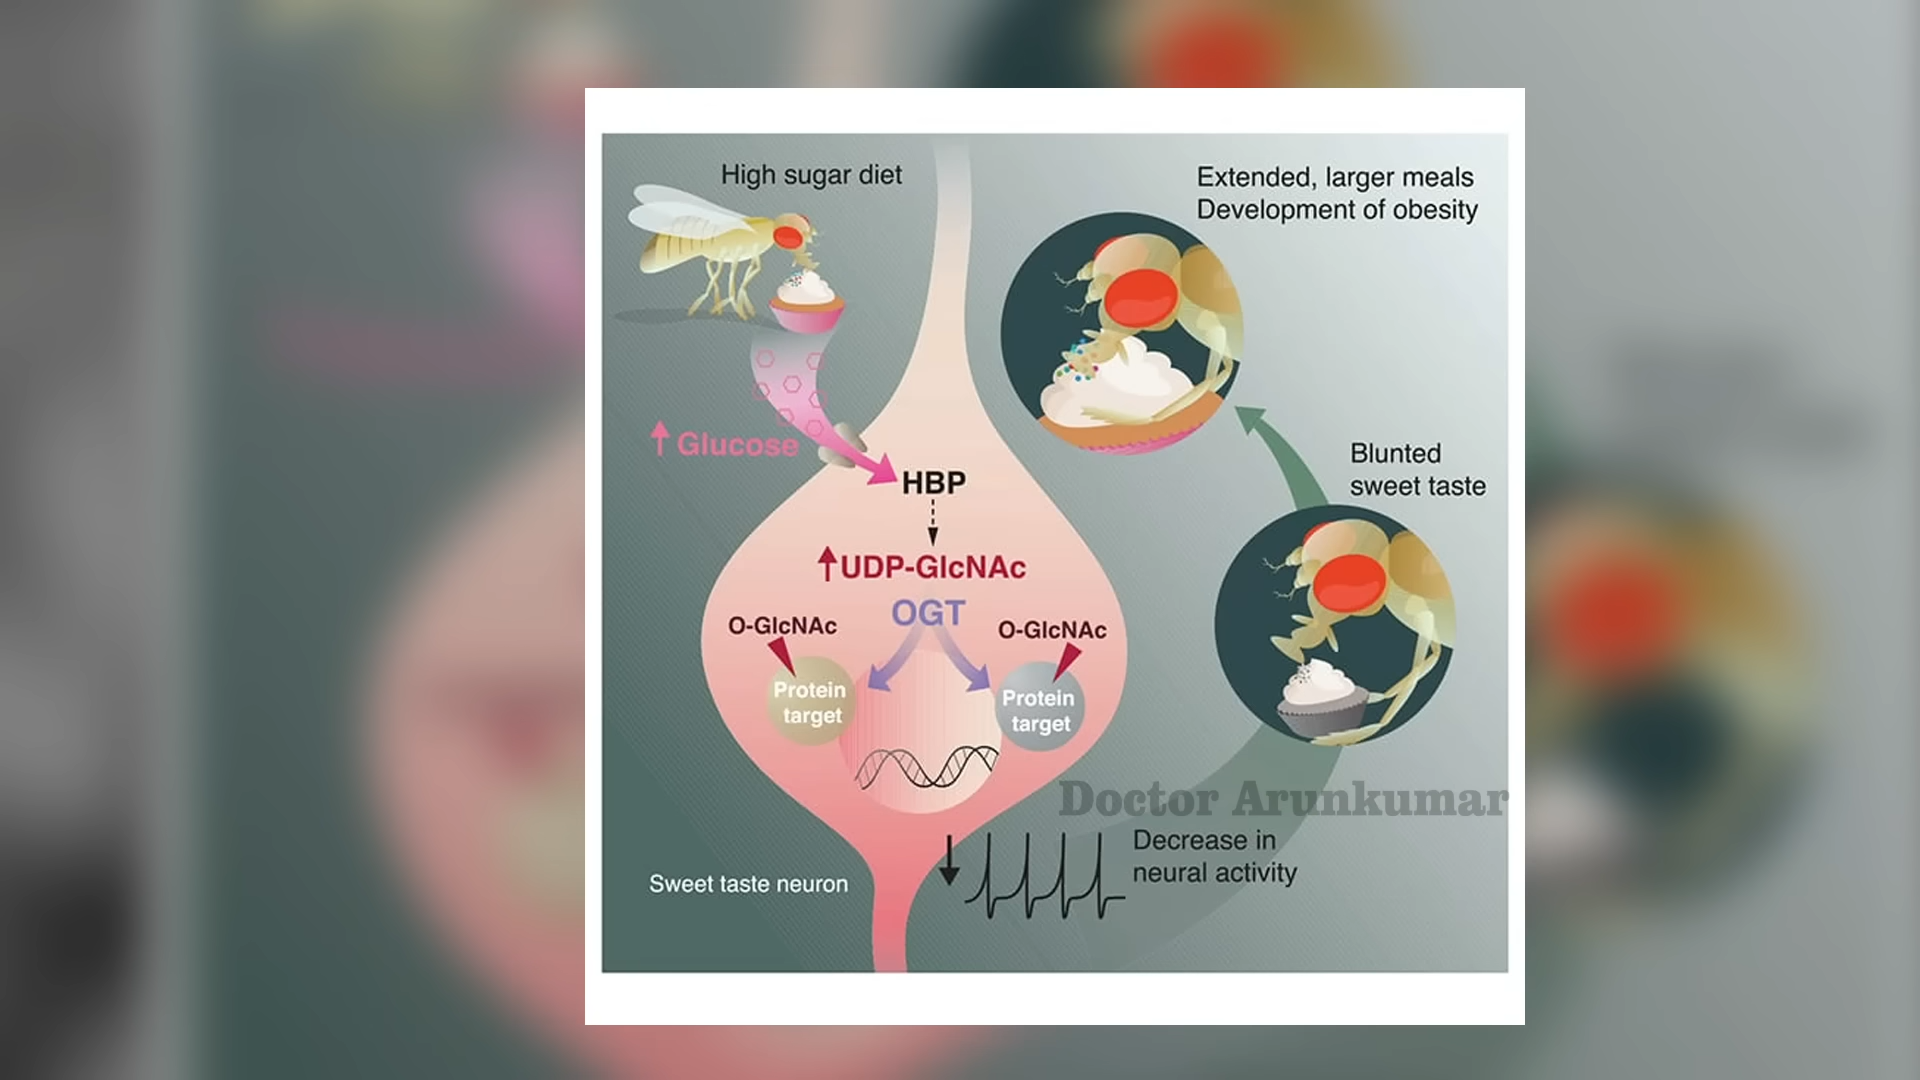 High sugar diet
Extended, larger meals
Development of obesity
Glucose
HBP
Blunted
sweet taste
UDP-GlcNAc
OGT
O-GlcNAc
O-GlcNAc
Protein
target
Protein
target
Doctor Arunkumar
Decrease in
neural activity
Sweet taste neuron